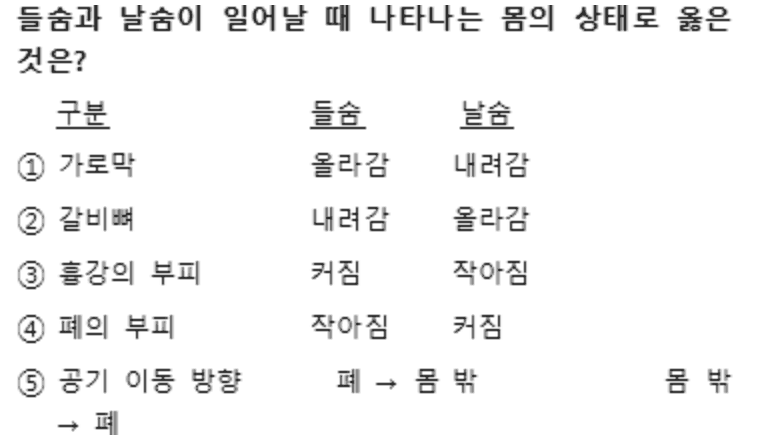 들숨과 날숨이 일어날 때 나타나는 몸의 상태로 옳은
것은?
구분 들숨 날숨
① 가로막 올라감 내려감
② 갈비뼈 내려감 올라감
③ 흉강의 부피 커짐 작아짐
④ 폐의 부피 작아짐 커짐
⑤ 공기 이동 방향 폐 → 몸 밖 몸 밖
→ 폐